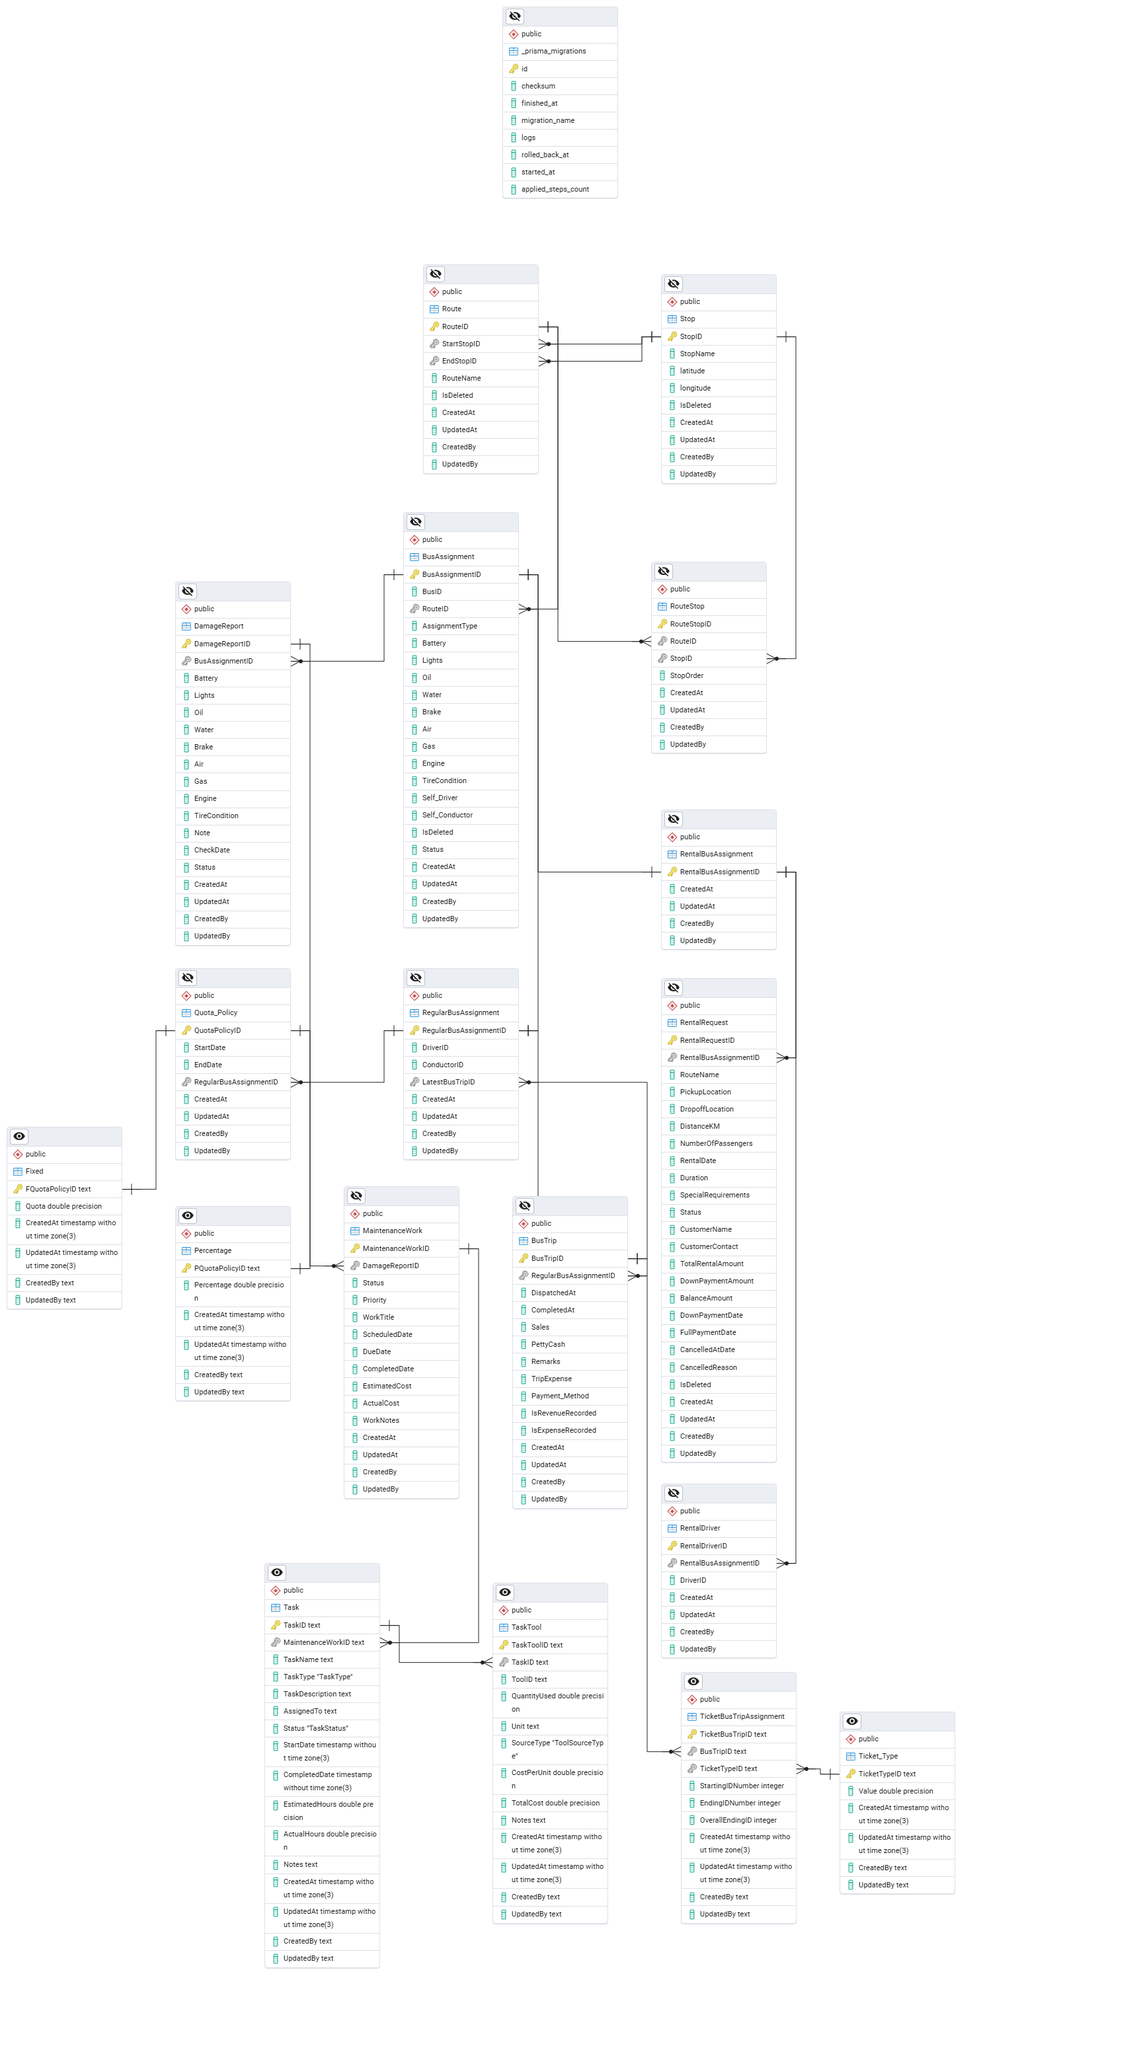 public
_prisma_migrations
id
checksum
finished_at
migration_name
logs
rolled_back_at
started_at
applied_steps_count
public
Route
RouteID
StartStopID
EndStopID
RouteName
IsDeleted
CreatedAt
UpdatedAt
CreatedBy
UpdatedBy
public
Stop
StopID
StopName
latitude
longitude
IsDeleted
CreatedAt
UpdatedAt
CreatedBy
UpdatedBy
public
BusAssignment
BusAssignmentID
BusID
RouteID
AssignmentType
Battery
Lights
Oil
Water
Brake
Air
Gas
Engine
TireCondition
Self_Driver
Self_Conductor
IsDeleted
Status
CreatedAt
UpdatedAt
CreatedBy
UpdatedBy
public
RouteStop
RouteStopID
RouteID
StopID
StopOrder
CreatedAt
UpdatedAt
CreatedBy
UpdatedBy
public
DamageReport
DamageReportID
BusAssignmentID
Battery
Lights
Oil
Water
Brake
Air
Gas
Engine
TireCondition
Note
CheckDate
Status
CreatedAt
UpdatedAt
CreatedBy
UpdatedBy
public
RentalBusAssignment
RentalBusAssignmentID
CreatedAt
UpdatedAt
CreatedBy
UpdatedBy
public
Quota_Policy
QuotaPolicyID
StartDate
EndDate
RegularBusAssignmentID
CreatedAt
UpdatedAt
CreatedBy
UpdatedBy
public
RegularBusAssignment
RegularBusAssignmentID
DriverID
ConductorID
LatestBusTripID
CreatedAt
UpdatedAt
CreatedBy
UpdatedBy
public
RentalRequest
RentalRequestID
RentalBusAssignmentID
RouteName
PickupLocation
DropoffLocation
DistanceKM
NumberOfPassengers
RentalDate
Duration
SpecialRequirements
Status
CustomerName
CustomerContact
TotalRentalAmount
DownPaymentAmount
BalanceAmount
DownPaymentDate
FullPaymentDate
CancelledAtDate
CancelledReason
IsDeleted
CreatedAt
UpdatedAt
CreatedBy
UpdatedBy
public
Fixed
FQuotaPolicyID text
Quota double precision
CreatedAt timestamp witho
ut time zone(3)
UpdatedAt timestamp witho
ut time zone(3)
CreatedBy text
UpdatedBy text
public
Percentage
PQuotaPolicyID text
Percentage double precisio
n
CreatedAt timestamp witho
ut time zone(3)
UpdatedAt timestamp witho
ut time zone(3)
CreatedBy text
UpdatedBy text
public
MaintenanceWork
MaintenanceWorkID
DamageReportID
Status
Priority
WorkTitle
ScheduledDate
DueDate
CompletedDate
EstimatedCost
ActualCost
WorkNotes
CreatedAt
UpdatedAt
CreatedBy
UpdatedBy
public
BusTrip
BusTripID
RegularBusAssignmentID
DispatchedAt
CompletedAt
Sales
PettyCash
Remarks
TripExpense
Payment_Method
IsRevenueRecorded
IsExpenseRecorded
CreatedAt
UpdatedAt
CreatedBy
UpdatedBy
public
RentalDriver
RentalDriverID
RentalBusAssignmentID
DriverID
CreatedAt
UpdatedAt
CreatedBy
UpdatedBy
public
Task
TaskID text
MaintenanceWorkID text
TaskName text
TaskType "TaskType"
TaskDescription text
AssignedTo text
Status "TaskStatus"
StartDate timestamp withou
t time zone(3)
CompletedDate timestamp
without time zone(3)
EstimatedHours double pre
cision
ActualHours double precisio
n
Notes text
CreatedAt timestamp witho
ut time zone(3)
UpdatedAt timestamp witho
ut time zone(3)
CreatedBy text
UpdatedBy text
public
TaskTool
TaskToolID text
TaskID text
ToolID text
QuantityUsed double precisi
on
Unit text
SourceType "ToolSourceTyp
e"
CostPerUnit double precisio
n
TotalCost double precision
Notes text
CreatedAt timestamp witho
ut time zone(3)
UpdatedAt timestamp witho
ut time zone(3)
CreatedBy text
UpdatedBy text
public
TicketBusTripAssignment
TicketBusTripID text
BusTripID text
TicketTypeID text
StartingIDNumber integer
EndingIDNumber integer
OverallEndingID integer
CreatedAt timestamp witho
ut time zone(3)
UpdatedAt timestamp witho
ut time zone(3)
CreatedBy text
UpdatedBy text
public
Ticket_Type
TicketTypeID text
Value double precision
CreatedAt timestamp witho
ut time zone(3)
UpdatedAt timestamp witho
ut time zone(3)
CreatedBy text
UpdatedBy text